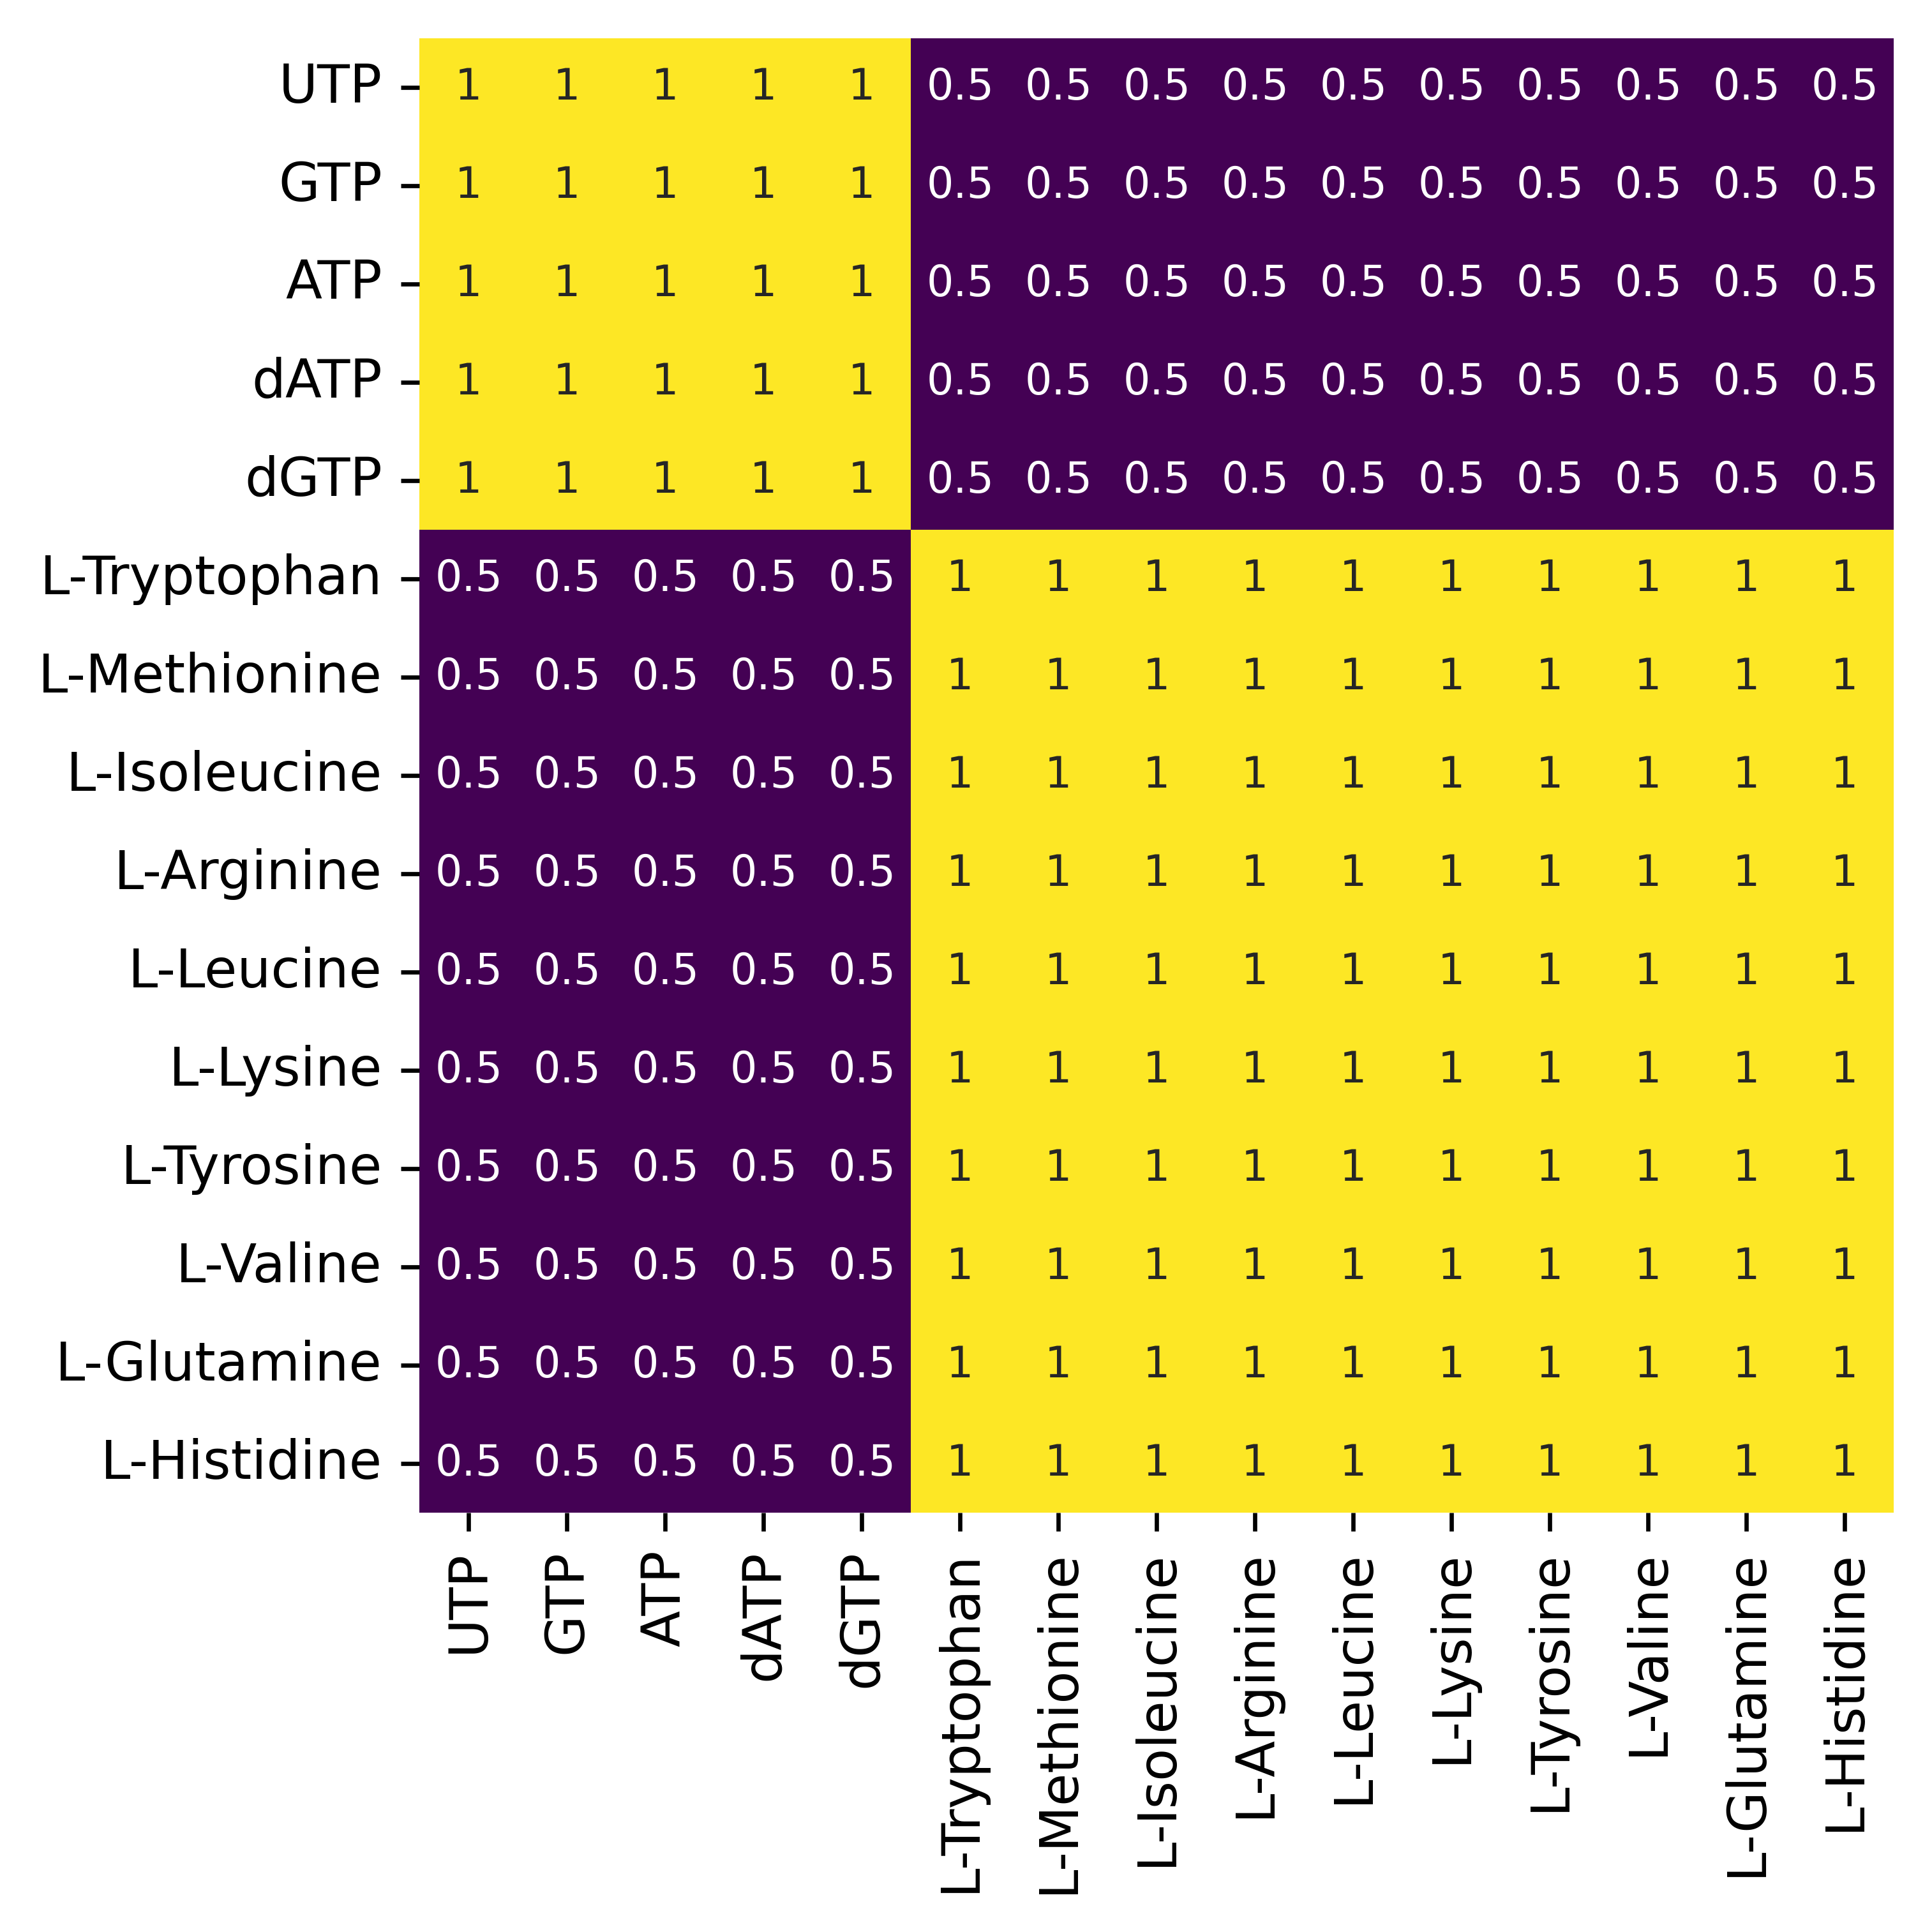 UTP 1 1 1 1 1 0.5 0.5 0.5 0.5 0.5 0.5 0.5 0.5 0.5 0.5
GTP 1 1 1 1 1 0.5 0.5 0.5 0.5 0.5 0.5 0.5 0.5 0.5 0.5
ATP 1 1 1 1 1 0.5 0.5 0.5 0.5 0.5 0.5 0.5 0.5 0.5 0.5
dATP 1 1 1 1 1 0.5 0.5 0.5 0.5 0.5 0.5 0.5 0.5 0.5 0.5
dGTP 1 1 1 1 1 0.5 0.5 0.5 0.5 0.5 0.5 0.5 0.5 0.5 0.5
L-Tryptophan 0.5 0.5 0.5 0.5 0.5 1 1 1 1 1 1 1 1 1 1
L-Methionine 0.5 0.5 0.5 0.5 0.5 1 1 1 1 1 1 1 1 1 1
L-Isoleucine 0.5 0.5 0.5 0.5 0.5 1 1 1 1 1 1 1 1 1 1
L-Arginine 0.5 0.5 0.5 0.5 0.5 1 1 1 1 1 1 1 1 1 1
L-Leucine 0.5 0.5 0.5 0.5 0.5 1 1 1 1 1 1 1 1 1 1
L-Lysine 0.5 0.5 0.5 0.5 0.5 1 1 1 1 1 1 1 1 1 1
L-Tyrosine 0.5 0.5 0.5 0.5 0.5 1 1 1 1 1 1 1 1 1 1
L-Valine 0.5 0.5 0.5 0.5 0.5 1 1 1 1 1 1 1 1 1 1
L-Glutamine 0.5 0.5 0.5 0.5 0.5 1 1 1 1 1 1 1 1 1 1
L-Histidine 0.5 0.5 0.5 0.5 0.5 1 1 1 1 1 1 1 1 1 1
UTP
GTP
ATP
dATP
dGTP
L-Tryptophan
L-Methionine
L-Isoleucine
L-Arginine
L-Leucine
L-Lysine
L-Tyrosine
L-Valine
L-Glutamine
L-Histidine